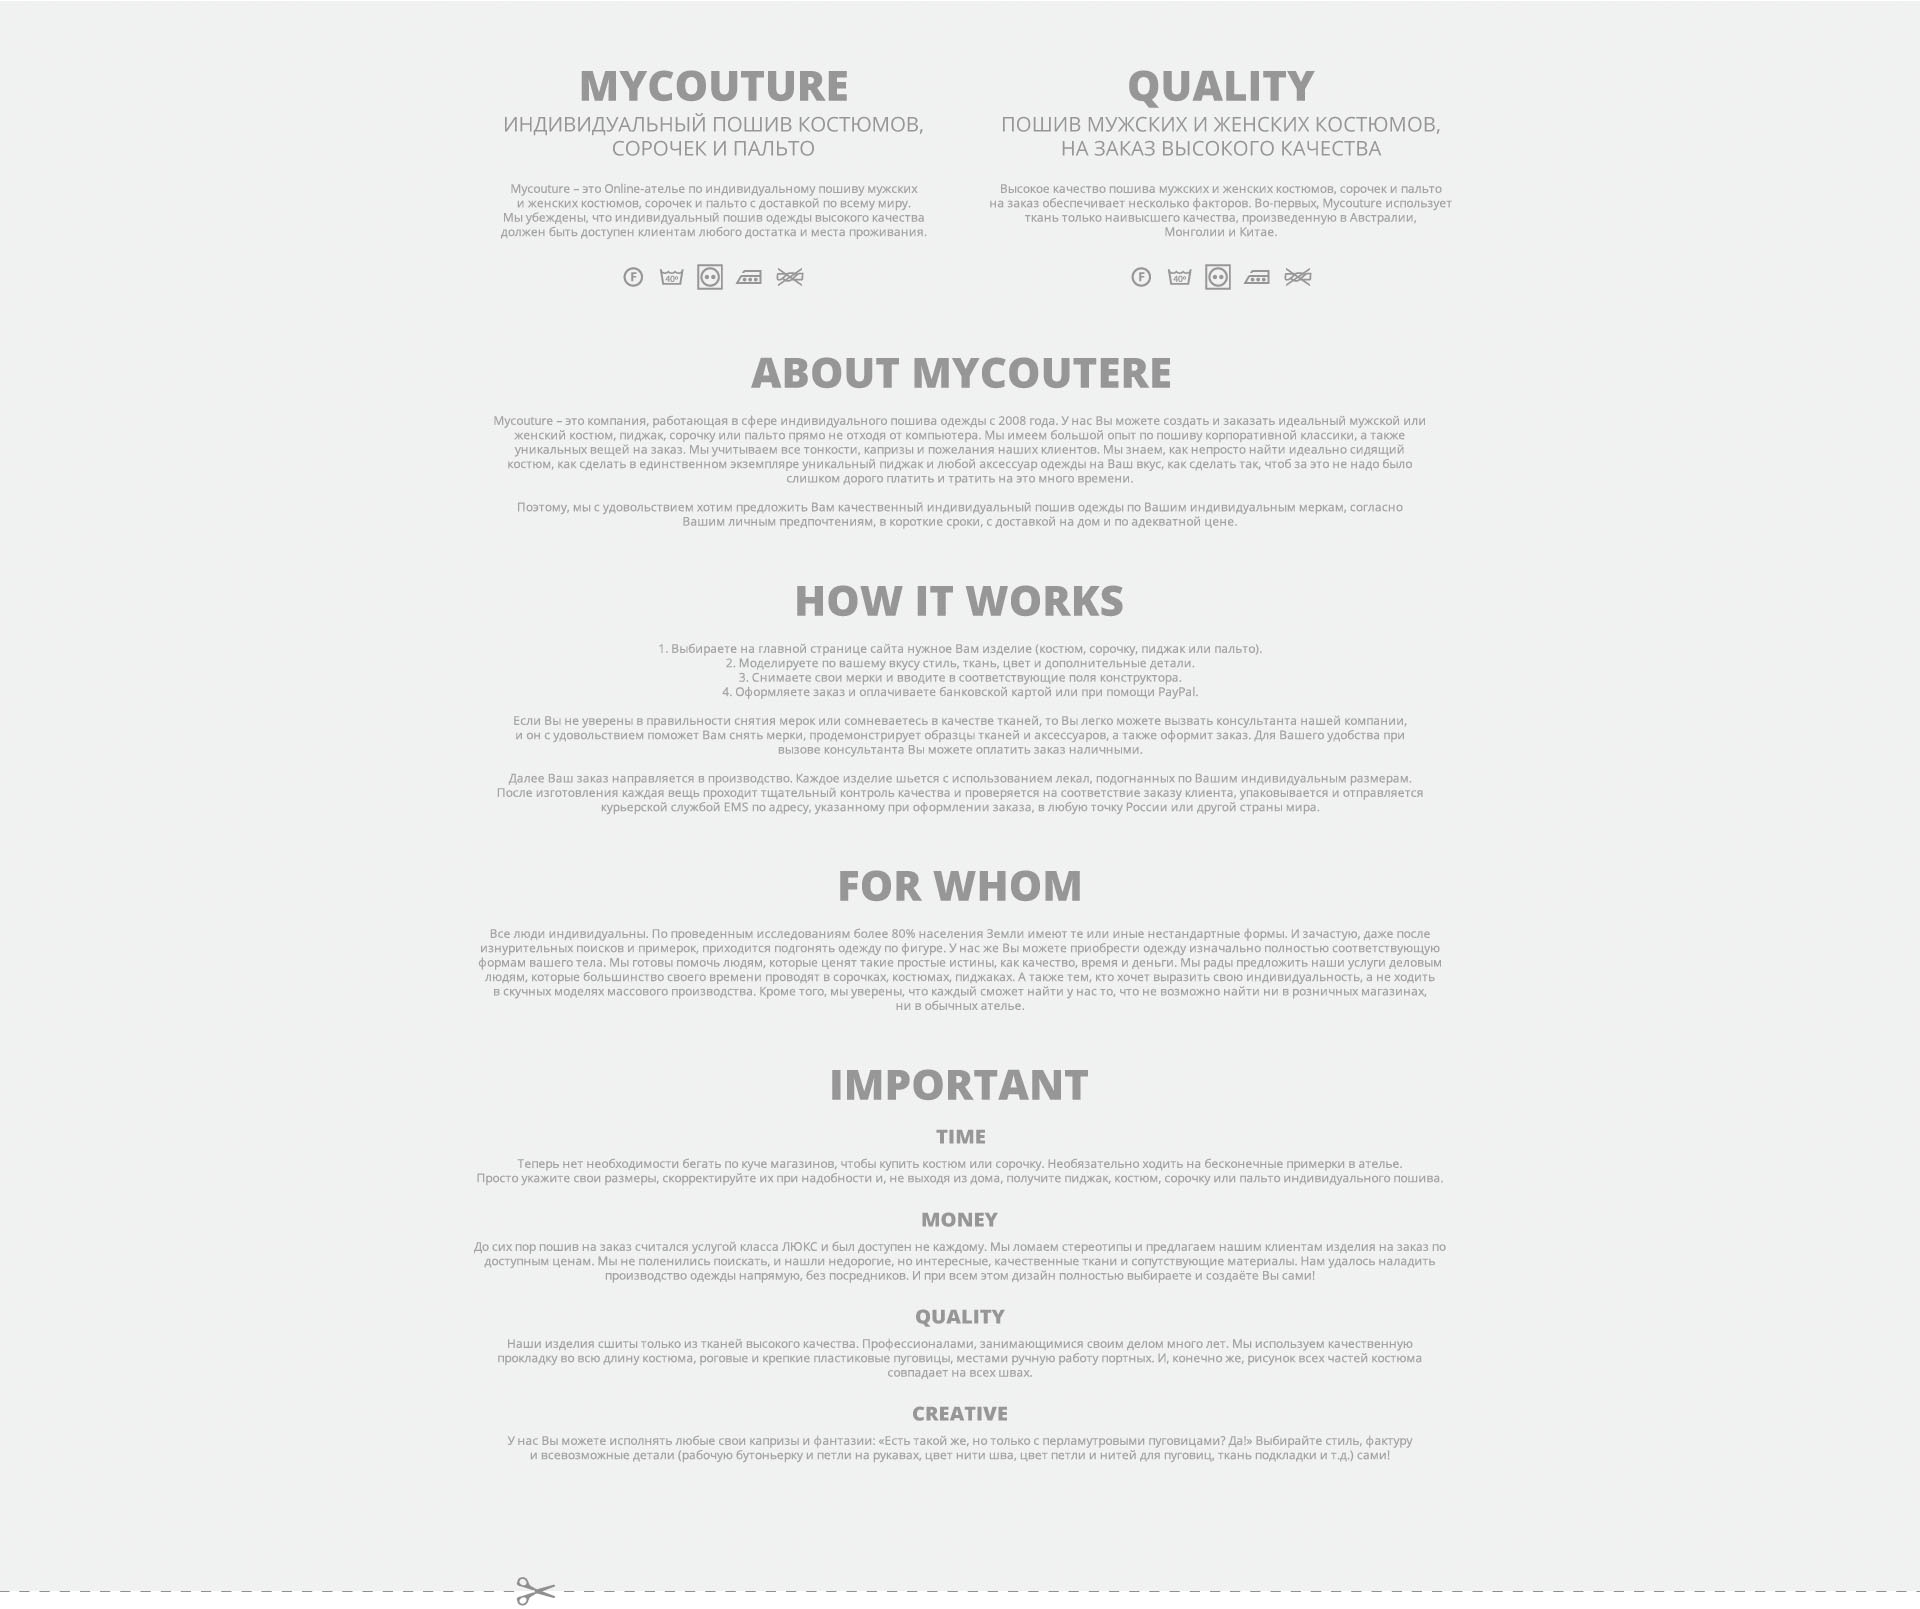 MYCOUTURE
ИНДИВИДУАЛЬНЫЙ ПОШИВ КОСТЮМОВ,
СОРОЧЕК И ПАЛЬТО
Mycouture – это Online-ателье по индивидуальному пошиву мужских
и женских костюмов, сорочек и пальто с доставкой по всему миру.
Мы убеждены, что индивидуальный пошив одежды высокого качества
должен быть доступен клиентам любого достатка и места проживания.
F 40º
QUALITY
ПОШИВ МУЖСКИХ И ЖЕНСКИХ КОСТЮМОВ,
НА ЗАКАЗ ВЫСОКОГО КАЧЕСТВА
Высокое качество пошива мужских и женских костюмов, сорочек и пальто
на заказ обеспечивает несколько факторов. Во-первых, Mycouture использует
ткань только наивысшего качества, произведенную в Австралии,
Монголии и Китае.
F 40º
ABOUT MYCOUTERE
Mycouture – это компания, работающая в сфере индивидуального пошива одежды с 2008 года. У нас Вы можете создать и заказать идеальный мужской или
женский костюм, пиджак, сорочку или пальто прямо не отходя от компьютера. Мы имеем большой опыт по пошиву корпоративной классики, а также
уникальных вещей на заказ. Мы учитываем все тонкости, капризы и пожелания наших клиентов. Мы знаем, как непросто найти идеально сидящий
костюм, как сделать в единственном экземпляре уникальный пиджак и любой аксессуар одежды на Ваш вкус, как сделать так, чтоб за это не надо было
слишком дорого платить и тратить на это много времени.
Поэтому, мы с удовольствием хотим предложить Вам качественный индивидуальный пошив одежды по Вашим индивидуальным меркам, согласно
Вашим личным предпочтениям, в короткие сроки, с доставкой на дом и по адекватной цене.
HOW IT WORKS
1. Выбираете на главной странице сайта нужное Вам изделие (костюм, сорочку, пиджак или пальто).
2. Моделируете по вашему вкусу стиль, ткань, цвет и дополнительные детали.
3. Снимаете свои мерки и вводите в соответствующие поля конструктора.
4. Оформляете заказ и оплачиваете банковской картой или при помощи PayPal.
Если Вы не уверены в правильности снятия мерок или сомневаетесь в качестве тканей, то Вы легко можете вызвать консультанта нашей компании,
и он с удовольствием поможет Вам снять мерки, продемонстрирует образцы тканей и аксессуаров, а также оформит заказ. Для Вашего удобства при
вызове консультанта Вы можете оплатить заказ наличными.
Далее Ваш заказ направляется в производство. Каждое изделие шьется с использованием лекал, подогнанных по Вашим индивидуальным размерам.
После изготовления каждая вещь проходит тщательный контроль качества и проверяется на соответствие заказу клиента, упаковывается и отправляется
курьерской службой EMS по адресу, указанному при оформлении заказа, в любую точку России или другой страны мира.
FOR WHOM
Все люди индивидуальны. По проведенным исследованиям более 80% населения Земли имеют те или иные нестандартные формы. И зачастую, даже после
изнурительных поисков и примерок, приходится подгонять одежду по фигуре. У нас же Вы можете приобрести одежду изначально полностью соответствующую
формам вашего тела. Мы готовы помочь людям, которые ценят такие простые истины, как качество, время и деньги. Мы рады предложить наши услуги деловым
людям, которые большинство своего времени проводят в сорочках, костюмах, пиджаках. А также тем, кто хочет выразить свою индивидуальность, а не ходить
в скучных моделях массового производства. Кроме того, мы уверены, что каждый сможет найти у нас то, что не возможно найти ни в розничных магазинах,
ни в обычных ателье.
IMPORTANT
TIME
Теперь нет необходимости бегать по куче магазинов, чтобы купить костюм или сорочку. Необязательно ходить на бесконечные примерки в ателье.
Просто укажите свои размеры, скорректируйте их при надобности и, не выходя из дома, получите пиджак, костюм, сорочку или пальто индивидуального пошива.
MONEY
До сих пор пошив на заказ считался услугой класса ЛЮКС и был доступен не каждому. Мы ломаем стереотипы и предлагаем нашим клиентам изделия на заказ по
доступным ценам. Мы не поленились поискать, и нашли недорогие, но интересные, качественные ткани и сопутствующие материалы. Нам удалось наладить
производство одежды напрямую, без посредников. И при всем этом дизайн полностью выбираете и создаёте Вы сами!
QUALITY
Наши изделия сшиты только из тканей высокого качества. Профессионалами, занимающимися своим делом много лет. Мы используем качественную
прокладку во всю длину костюма, роговые и крепкие пластиковые пуговицы, местами ручную работу портных. И, конечно же, рисунок всех частей костюма
совпадает на всех швах.
CREATIVE
У нас Вы можете исполнять любые свои капризы и фантазии: «Есть такой же, но только с перламутровыми пуговицами? Да!» Выбирайте стиль, фактуру
и всевозможные детали (рабочую бутоньерку и петли на рукавах, цвет нити шва, цвет петли и нитей для пуговиц, ткань подкладки и т.д.) сами!